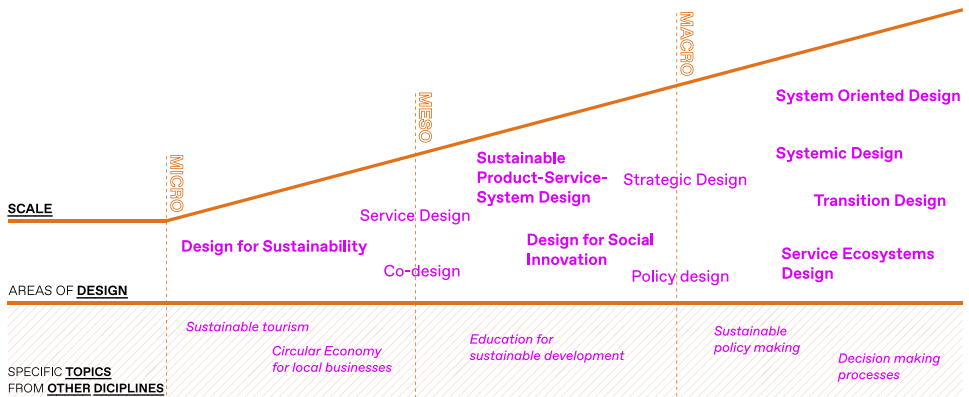 MICRO
MESO
MACRO
SCALE
System Oriented Design
Systemic Design
Transition Design
Service Ecosystems
Design
Sustainable
Product-Service-
System Design
Strategic Design
Service Design
Design for Sustainability
Design for Social
Innovation
Co-design
Policy design
AREAS OF DESIGN
Sustainable tourism
Circular Economy
for local businesses
Education for
sustainable development
Sustainable
policy making
Decision making
processes
SPECIFIC TOPICS
FROM OTHER DICIPLINES